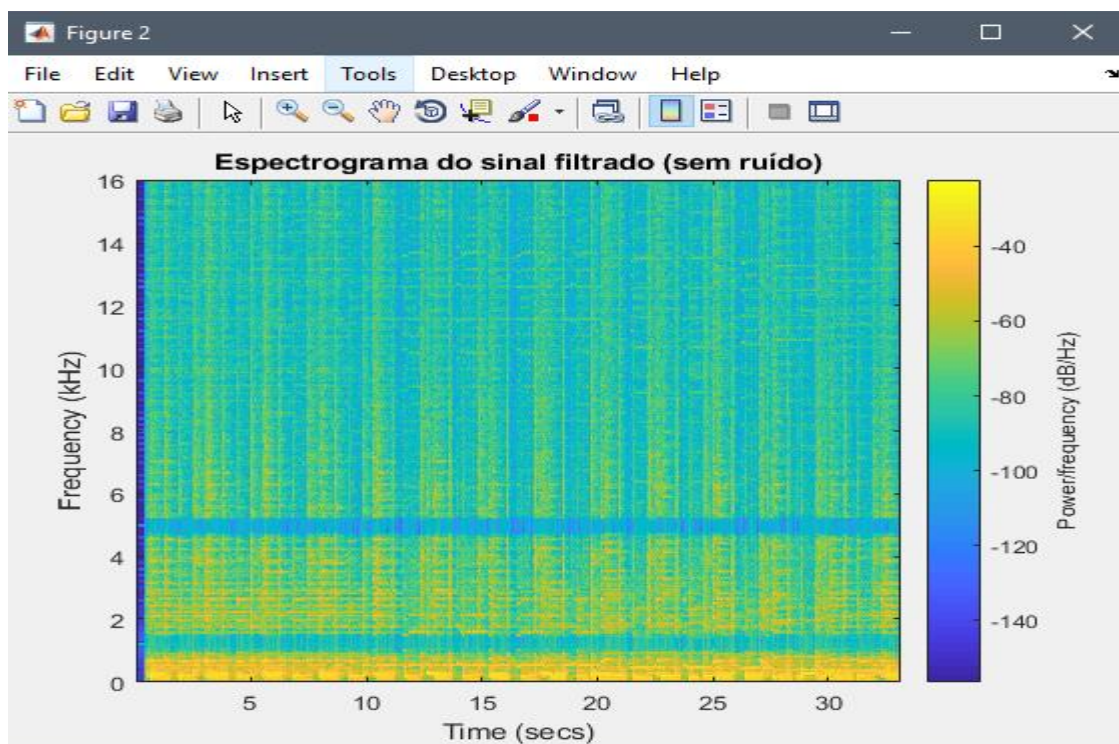 Figure 2
File Edit View Insert Tools Desktop Window Help
Espectrograma do sinal filtrado (sem ruído)
16
14
12
10
8
6
4
2
0
Frequency (kHz)
5 10 15 20 25 30
Time (secs)
-40
-60
-80
-100
-120
-140
Power/frequency (dB/Hz)